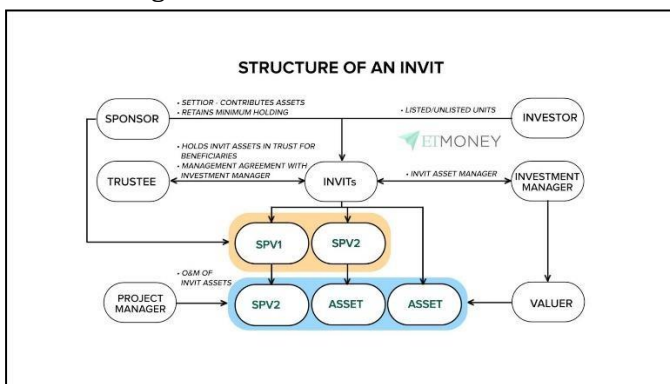 STRUCTURE OF AN INVIT
• SETTIOR - CONTRIBUTES ASSETS
• RETAINS MINIMUM HOLDING
• LISTED/UNLISTED UNITS
SPONSOR
INVESTOR
ETMONEY
• HOLDS INVIT ASSETS IN TRUST FOR
BENEFICIARIES
• MANAGEMENT AGREEMENT WITH
INVESTMENT MANAGER
TRUSTEE
INVITs
• INVIT ASSET MANAGER
INVESTMENT
MANAGER
SPV1
SPV2
• O&M OF
INVIT ASSETS
PROJECT
MANAGER
SPV2
ASSET
ASSET
VALUER